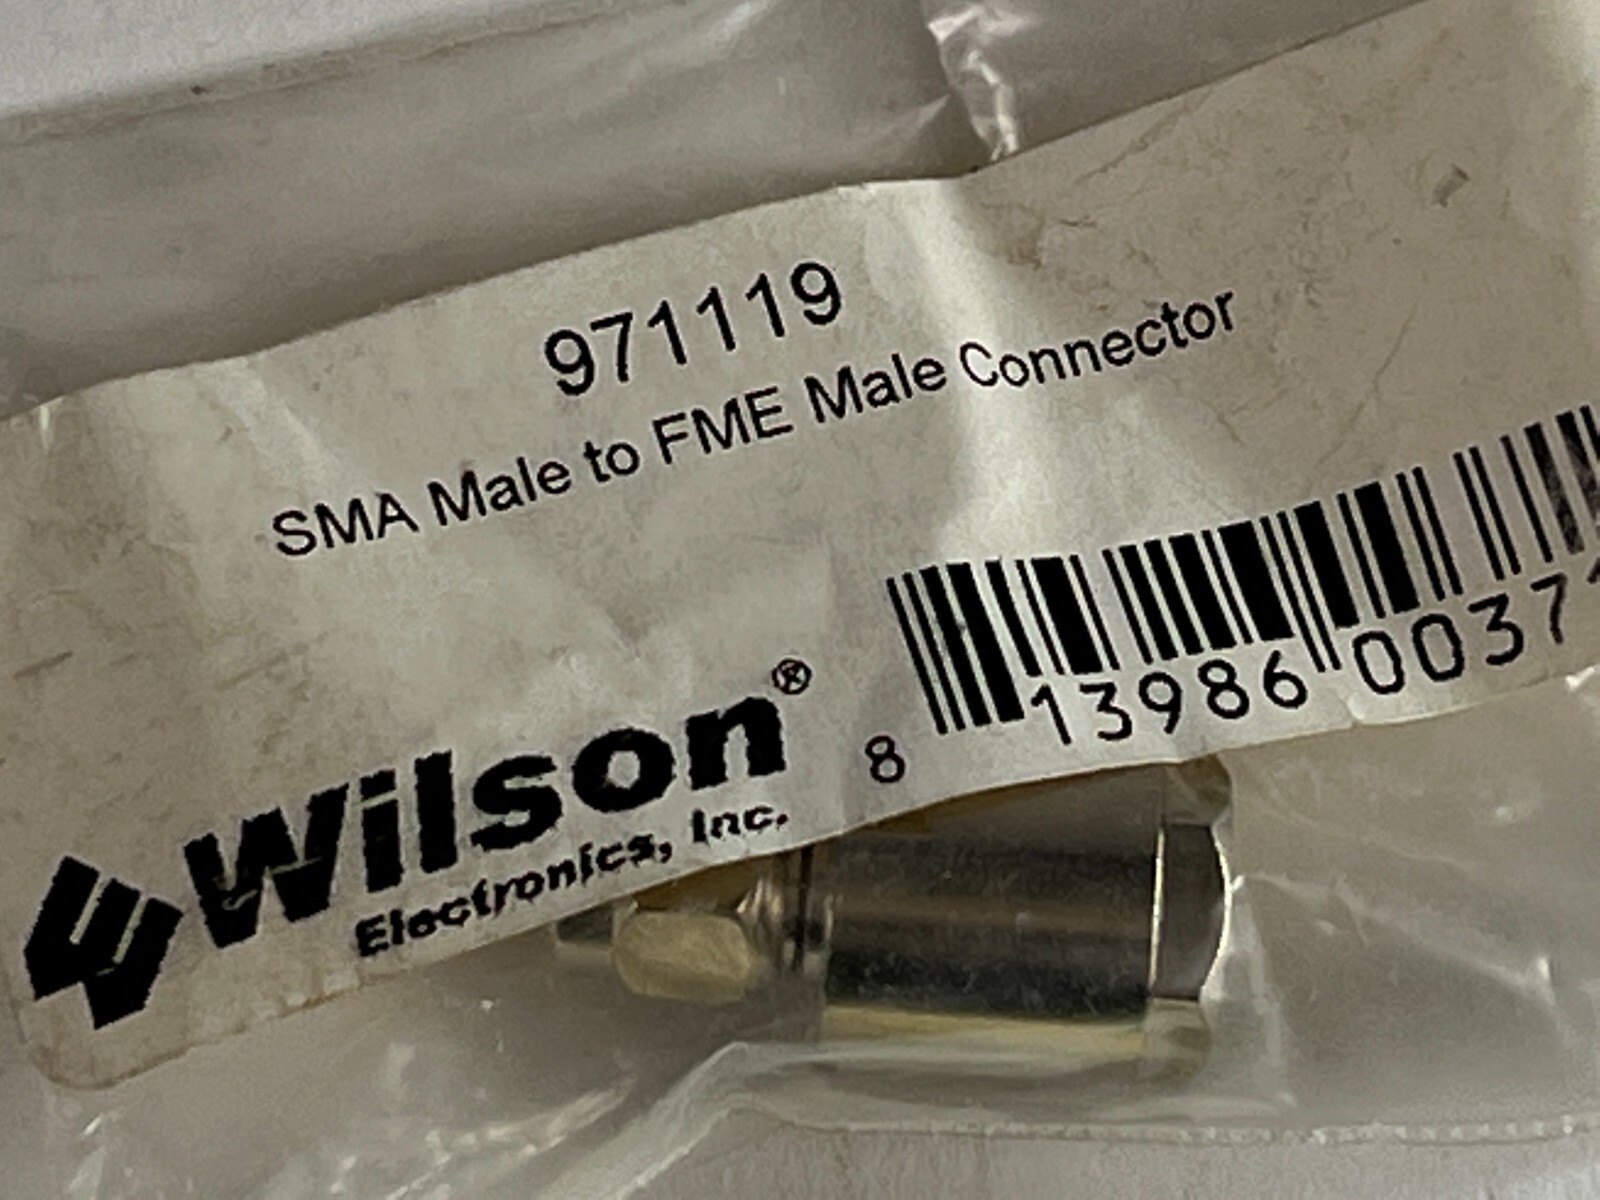 971119
SMA Male to FME Male Connector
Wilson®
Electronics, Inc.
8 13986 0037